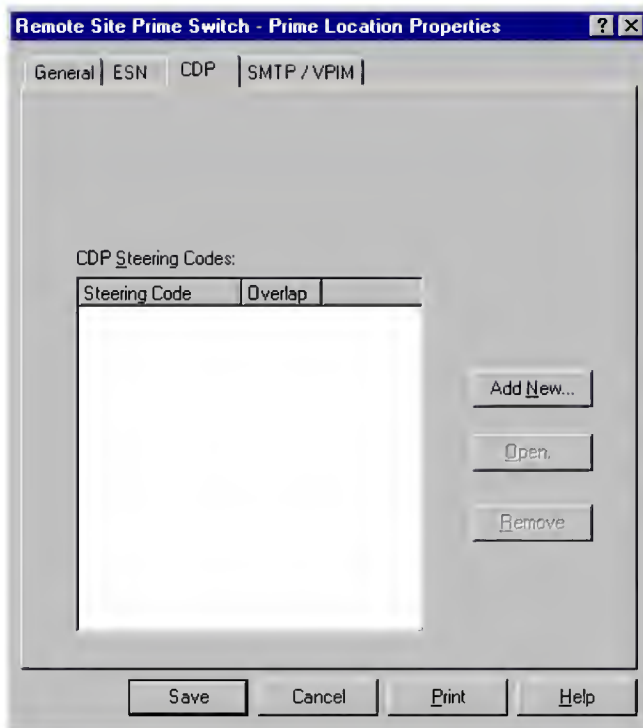 Remote Site Prime Switch - Prime Location Properties
General ESN CDP SMTP / VPIM
CDP Steering Codes:
Steering Code Overlap
Add New...
Open.
Remove
Save Cancel Print Help